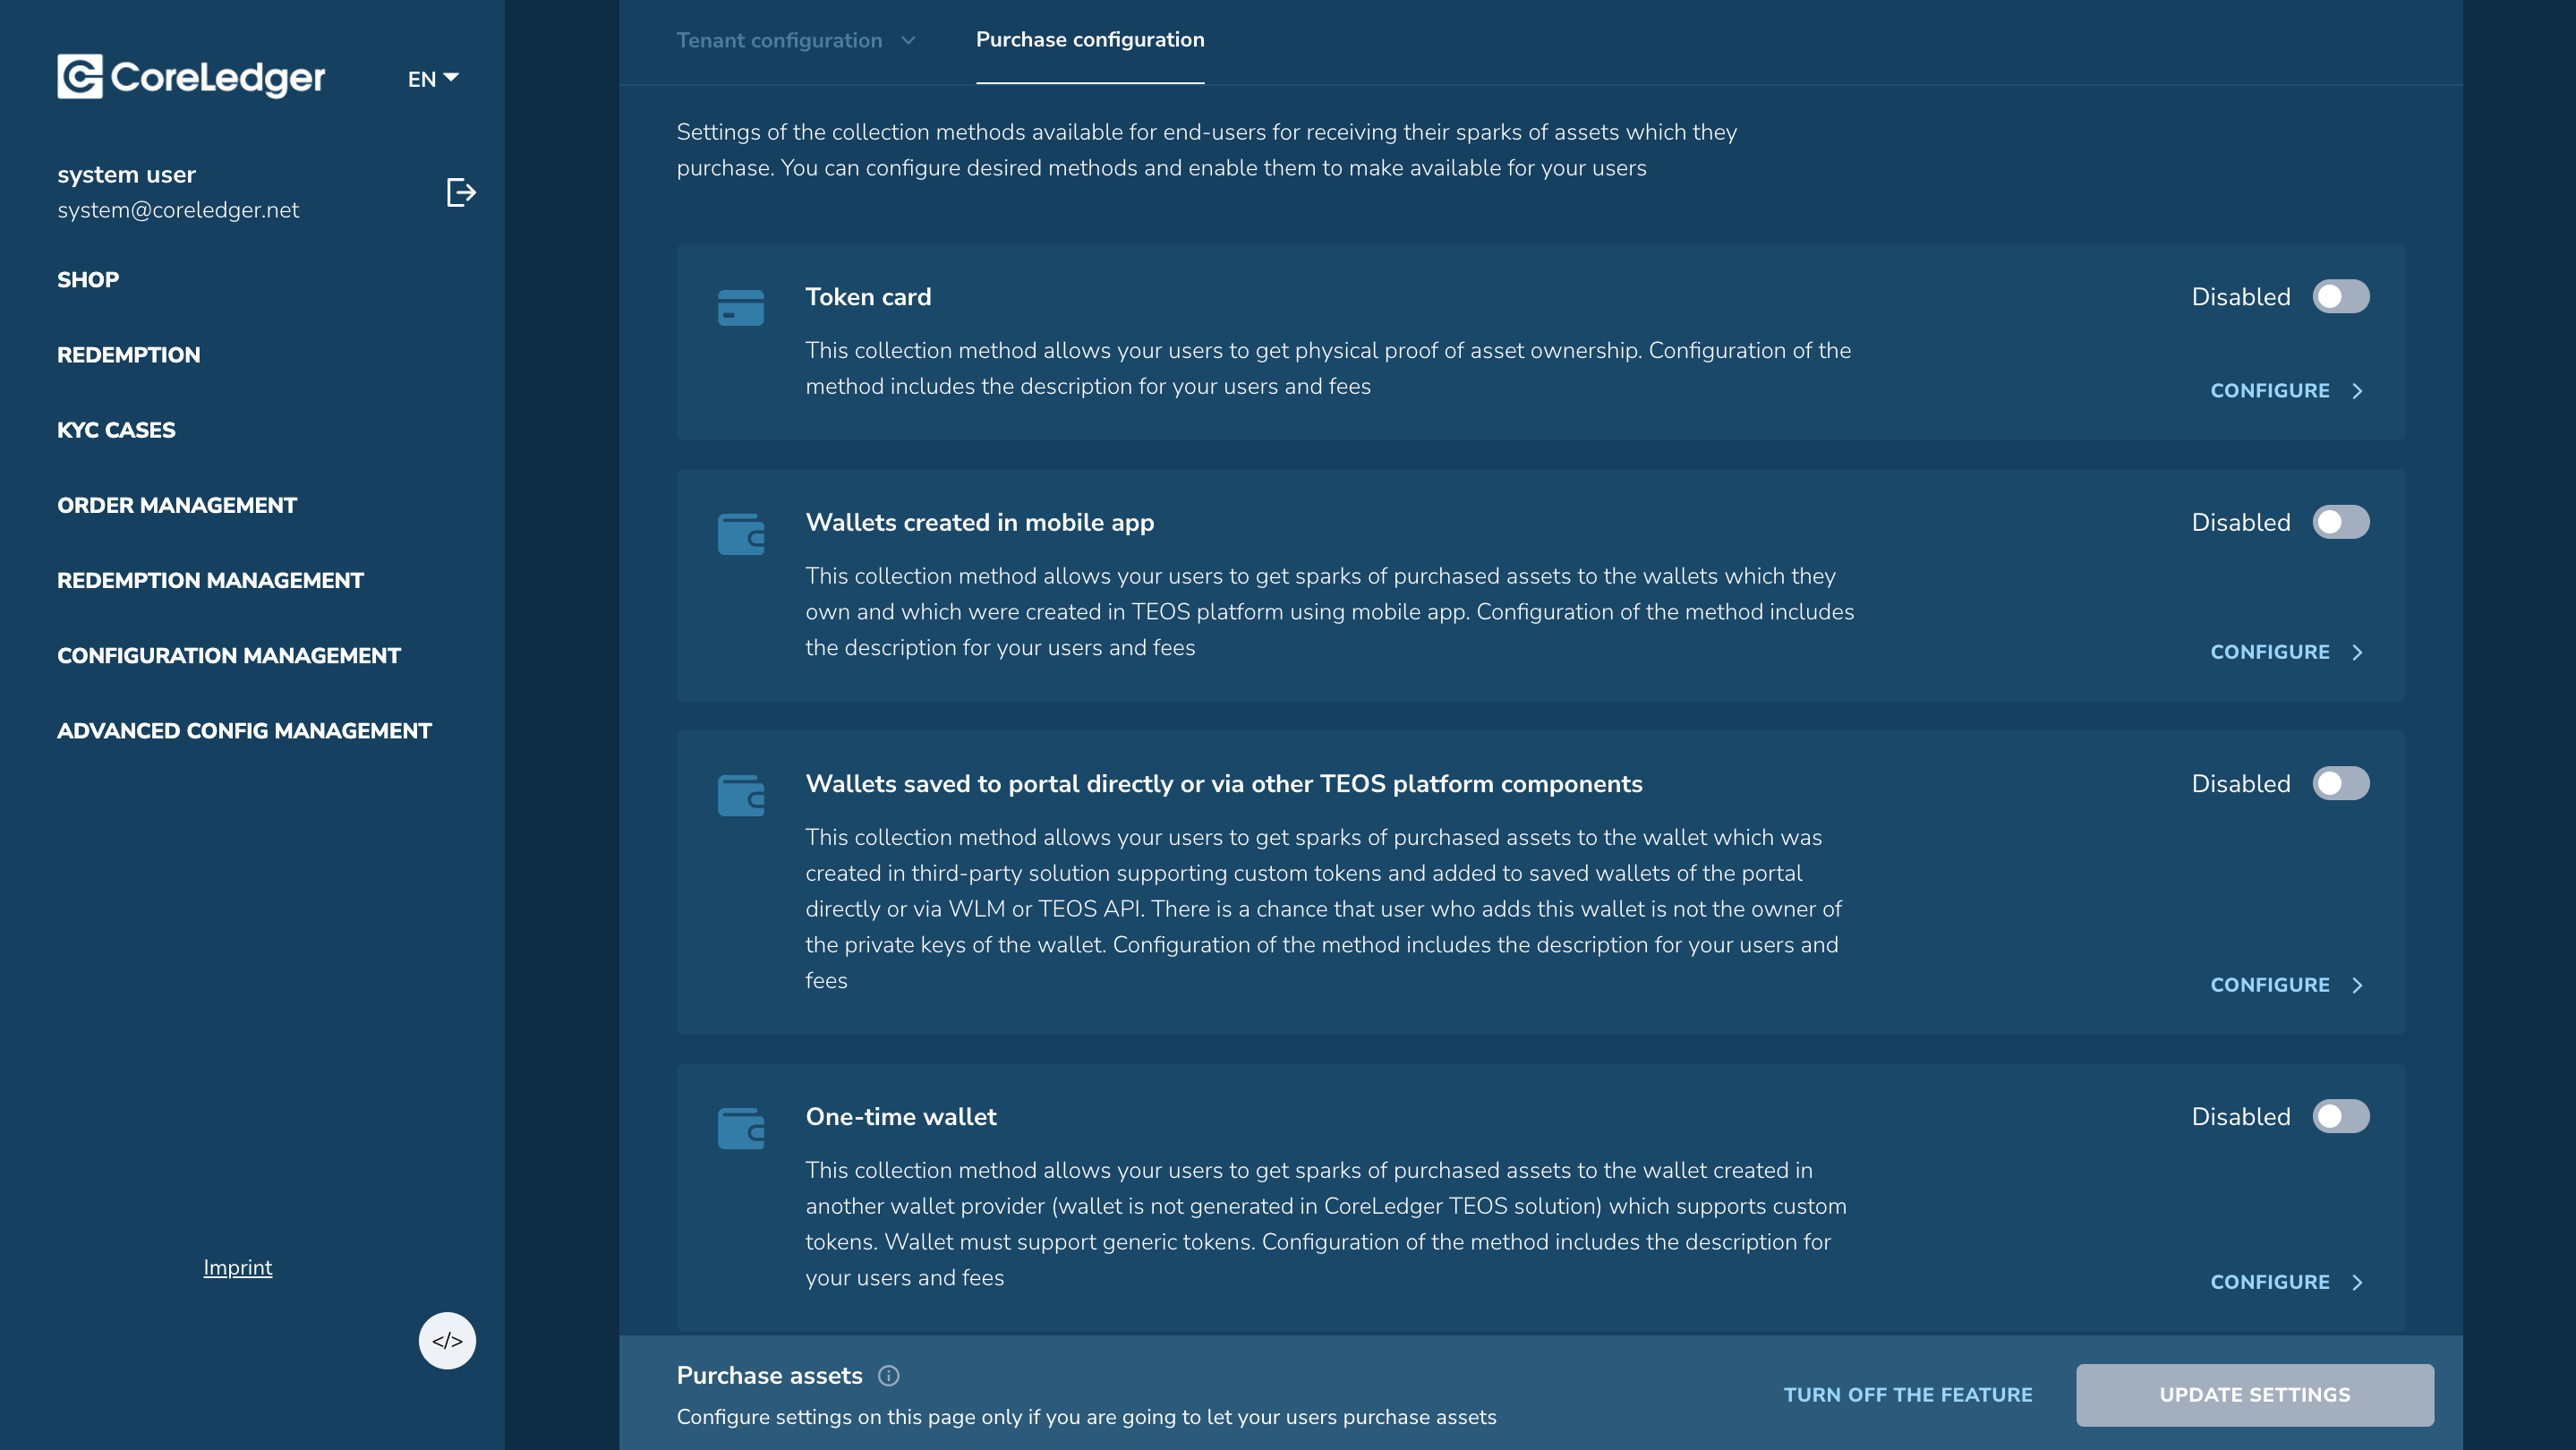 CoreLedger
EN
system user
system@coreledger.net
SHOP
REDEMPTION
KYC CASES
ORDER MANAGEMENT
REDEMPTION MANAGEMENT
CONFIGURATION MANAGEMENT
ADVANCED CONFIG MANAGEMENT
Imprint
</>
Tenant configuration
Purchase configuration
Settings of the collection methods available for end-users for receiving their sparks of assets which they
purchase. You can configure desired methods and enable them to make available for your users
Token card
Disabled
This collection method allows your users to get physical proof of asset ownership. Configuration of the
method includes the description for your users and fees
CONFIGURE
Wallets created in mobile app
Disabled
This collection method allows your users to get sparks of purchased assets to the wallets which they
own and which were created in TEOS platform using mobile app. Configuration of the method includes
the description for your users and fees
CONFIGURE
Wallets saved to portal directly or via other TEOS platform components
Disabled
This collection method allows your users to get sparks of purchased assets to the wallet which was
created in third-party solution supporting custom tokens and added to saved wallets of the portal
directly or via WLM or TEOS API. There is a chance that user who adds this wallet is not the owner of
the private keys of the wallet. Configuration of the method includes the description for your users and
fees
CONFIGURE
One-time wallet
Disabled
This collection method allows your users to get sparks of purchased assets to the wallet created in
another wallet provider (wallet is not generated in CoreLedger TEOS solution) which supports custom
tokens. Wallet must support generic tokens. Configuration of the method includes the description for
your users and fees
CONFIGURE
Purchase assets
Configure settings on this page only if you are going to let your users purchase assets
TURN OFF THE FEATURE
UPDATE SETTINGS